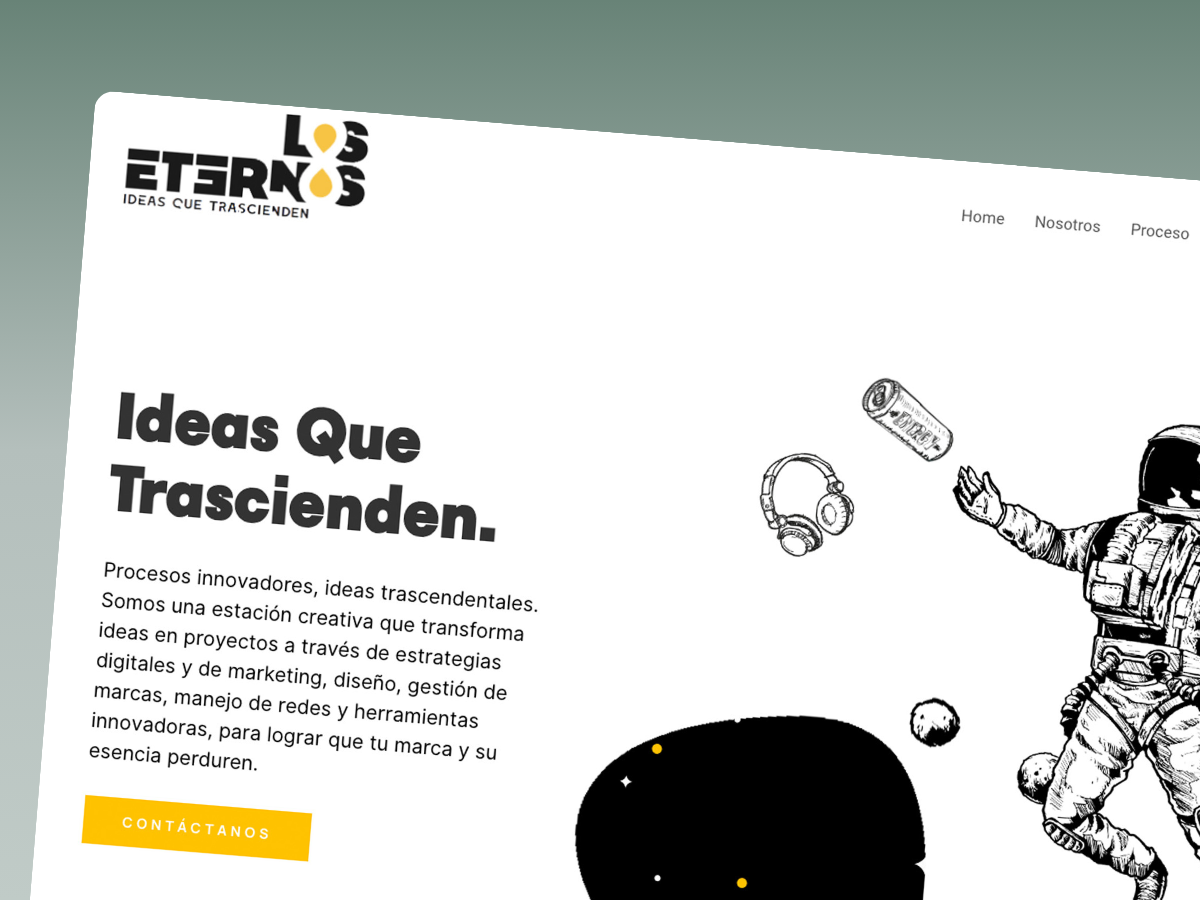 LOS
ETERNOS
IDEAS QUE TRASCIENDEN
Home Nosotros Proceso
ENERGY
Ideas Que
Trascienden.
Procesos innovadores, ideas trascendentales.
Somos una estación creativa que transforma
ideas en proyectos a través de estrategias
digitales y de marketing, diseño, gestión de
marcas, manejo de redes y herramientas
innovadoras, para lograr que tu marca y su
esencia perduren.
CONTÁCTANOS